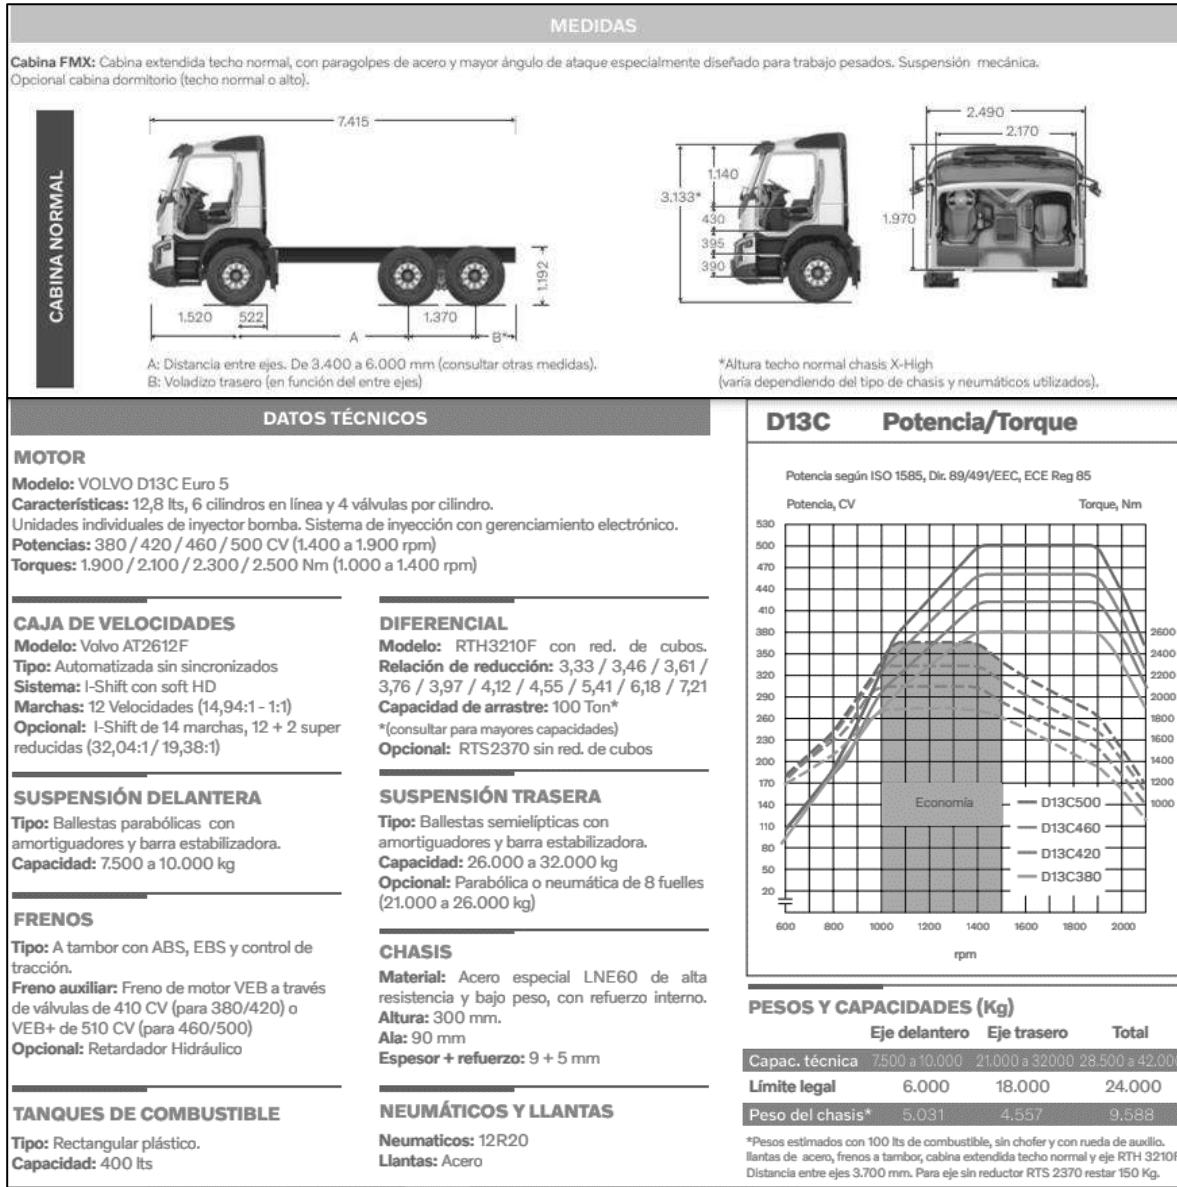 MEDIDAS
Cabina FMX: Cabina extendida techo normal, con paragolpes de acero y mayor ángulo de ataque especialmente diseñado para trabajo pesados. Suspensión mecánica.
Opcional cabina dormitorio (techo normal o alto).
CABINA NORMAL
7.415
1.192
1.520
522
A
1.370
B*
A: Distancia entre ejes. De 3.400 a 6.000 mm (consultar otras medidas).
B: Voladizo trasero (en función del entre ejes)
3.133*
1.140
430
395
390
2.490
2.170
1.970
*Altura techo normal chasis X-High
(varía dependiendo del tipo de chasis y neumáticos utilizados).
DATOS TÉCNICOS
MOTOR
Modelo: VOLVO D13C Euro 5
Características: 12,8 lts, 6 cilindros en línea y 4 válvulas por cilindro.
Unidades individuales de inyector bomba. Sistema de inyección con gerenciamiento electrónico.
Potencias: 380 / 420 / 460 / 500 CV (1.400 a 1.900 rpm)
Torques: 1.900 / 2.100 / 2.300 / 2.500 Nm (1.000 a 1.400 rpm)
CAJA DE VELOCIDADES
Modelo: Volvo AT2612F
Tipo: Automatizada sin sincronizados
Sistema: I-Shift con soft HD
Marchas: 12 Velocidades (14,94:1 - 1:1)
Opcional: I-Shift de 14 marchas, 12 + 2 super
reducidas (32,04:1 / 19,38:1)
DIFERENCIAL
Modelo: RTH3210F con red. de cubos.
Relación de reducción: 3,33 / 3,46 / 3,61 /
3,76 / 3,97 / 4,12 / 4,55 / 5,41 / 6,18 / 7,21
Capacidad de arrastre: 100 Ton*
*(consultar para mayores capacidades)
Opcional: RTS2370 sin red. de cubos
SUSPENSIÓN DELANTERA
Tipo: Ballestas parabólicas con
amortiguadores y barra estabilizadora.
Capacidad: 7.500 a 10.000 kg
SUSPENSIÓN TRASERA
Tipo: Ballestas semielípticas con
amortiguadores y barra estabilizadora.
Capacidad: 26.000 a 32.000 kg
Opcional: Parabólica o neumática de 8 fuelles
(21.000 a 26.000 kg)
FRENOS
Tipo: A tambor con ABS, EBS y control de
tracción.
Freno auxiliar: Freno de motor VEB a través
de válvulas de 410 CV (para 380/420) o
VEB+ de 510 CV (para 460/500)
Opcional: Retardador Hidráulico
CHASIS
Material: Acero especial LNE60 de alta
resistencia y bajo peso, con refuerzo interno.
Altura: 300 mm.
Ala: 90 mm
Espesor + refuerzo: 9 + 5 mm
TANQUES DE COMBUSTIBLE
Tipo: Rectangular plástico.
Capacidad: 400 lts
NEUMÁTICOS Y LLANTAS
Neumaticos: 12R20
Llantas: Acero
D13C Potencia/Torque
Potencia según ISO 1585, Dir. 89/491/EEC, ECE Reg 85
Potencia, CV Torque, Nm
530
500
470
440
410
380
350
320
290
260
230
200
170
140
110
80
50
20
2600
2400
2200
2000
1800
1600
1400
1200
1000
Economía
D13C500
D13C460
D13C420
D13C380
600 800 1000 1200 1400 1600 1800 2000
rpm
PESOS Y CAPACIDADES (Kg)
Eje delantero Eje trasero Total
Capac. técnica 7.500 a 10.000 21.000 a 32000 28.500 a 42.000
Límite legal 6.000 18.000 24.000
Peso del chasis* 5.031 4.557 9.588
*Pesos estimados con 100 lts de combustible, sin chofer y con rueda de auxilio.
llantas de acero, frenos a tambor, cabina extendida techo normal y eje RTH 3210F
Distancia entre ejes 3.700 mm. Para eje sin reductor RTS 2370 restar 150 Kg.